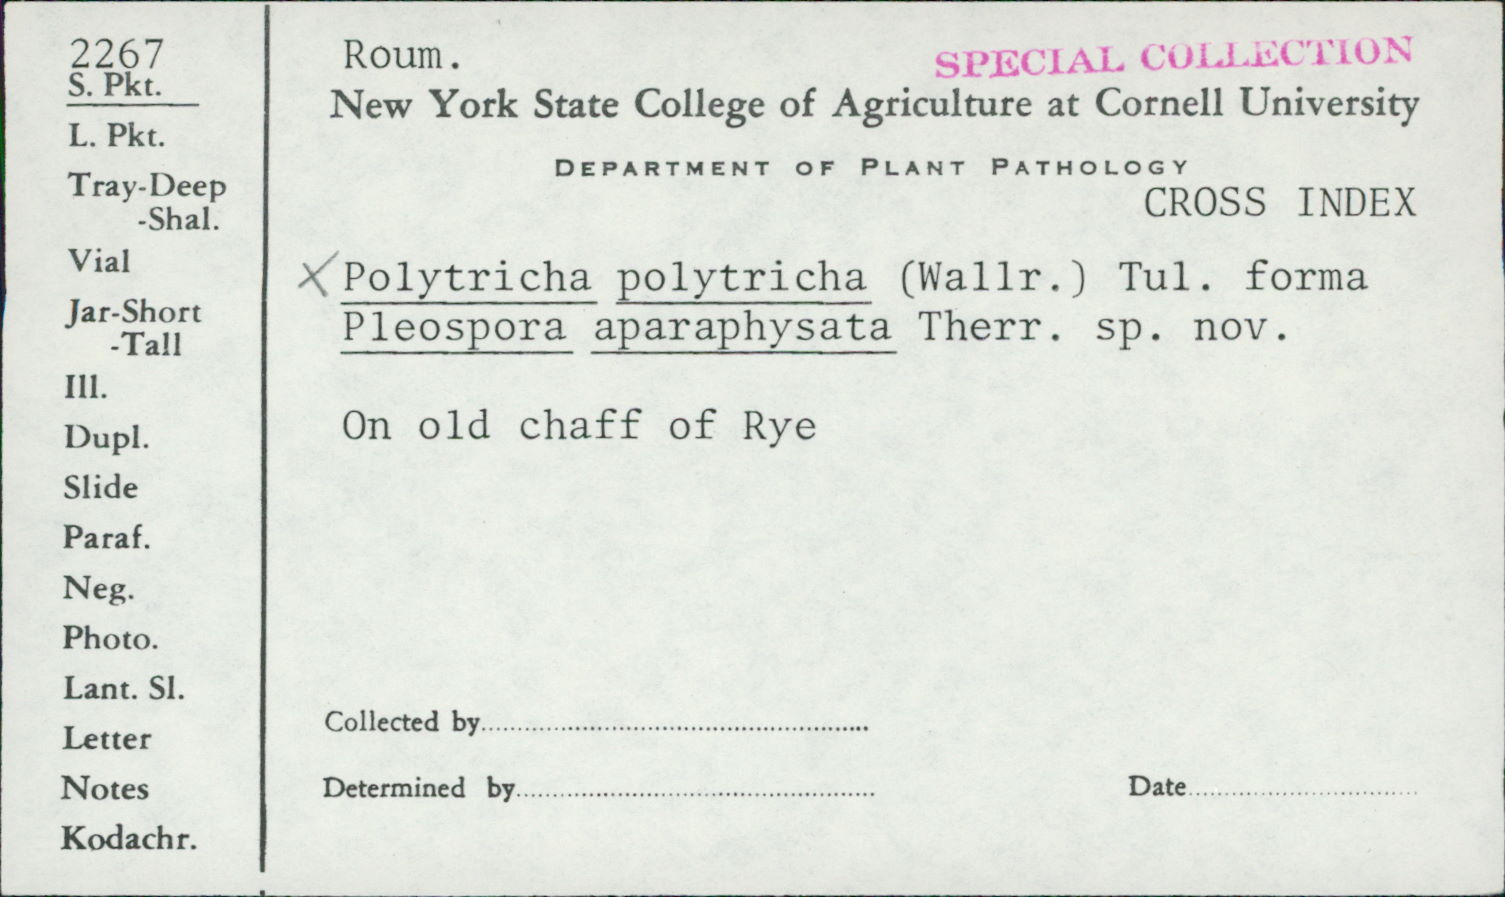 2267
S. Pkt.
L. Pkt.
Tray-Deep
-Shal.
Vial
Jar-Short
-Tall
Ill.
Dupl.
Slide
Paraf.
Neg.
Photo.
Lant. Sl.
Letter
Notes
Kodachr.
Roum.
SPECIAL COLLECTION
New York State College of Agriculture at Cornell University
DEPARTMENT OF PLANT PATHOLOGY
CROSS INDEX
X Polytricha polytricha (Wallr.) Tul. forma
Pleospora aparaphysata Therr. sp. nov.
On old chaff of Rye
Collected by
Determined by
Date